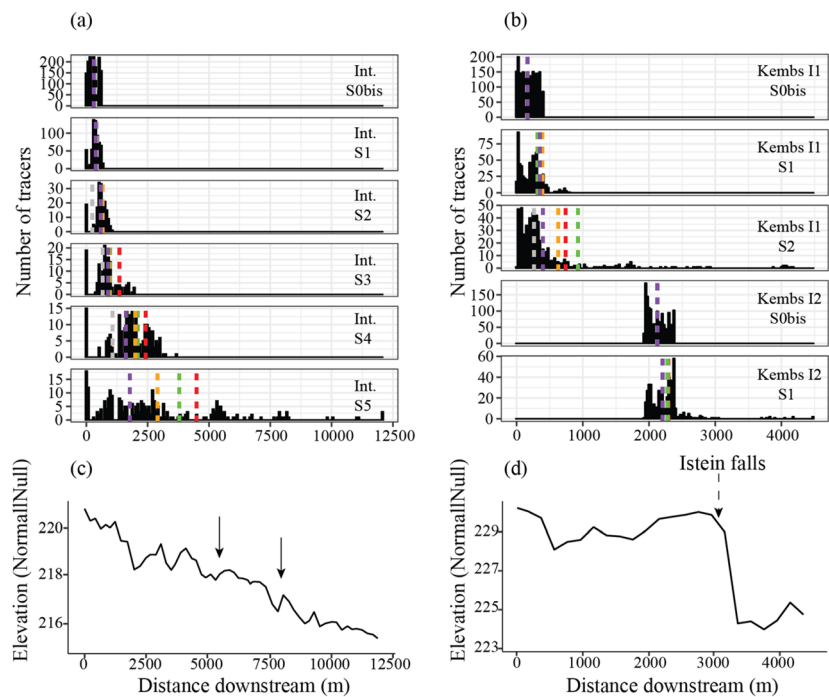 (a)
Number of tracers
200
150
100
50
0
Int.
S0bis
100
50
0
Int.
S1
30
20
10
0
Int.
S2
20
15
10
5
0
Int.
S3
15
10
5
0
Int.
S4
15
10
5
0
Int.
S5
0 2500 5000 7500 10000 12500
(b)
Number of tracers
200
150
100
50
0
Kembs I1
S0bis
75
50
25
0
Kembs I1
S1
50
40
30
20
10
0
Kembs I1
S2
150
100
50
0
Kembs I2
S0bis
60
40
20
0
Kembs I2
S1
0 1000 2000 3000 4000
(c)
Elevation (NormallNull)
220
218
216
0 2500 5000 7500 10000 12500
Distance downstream (m)
(d)
Istein falls
Elevation (NormallNull)
229
227
225
223
0 1000 2000 3000 4000
Distance downstream (m)